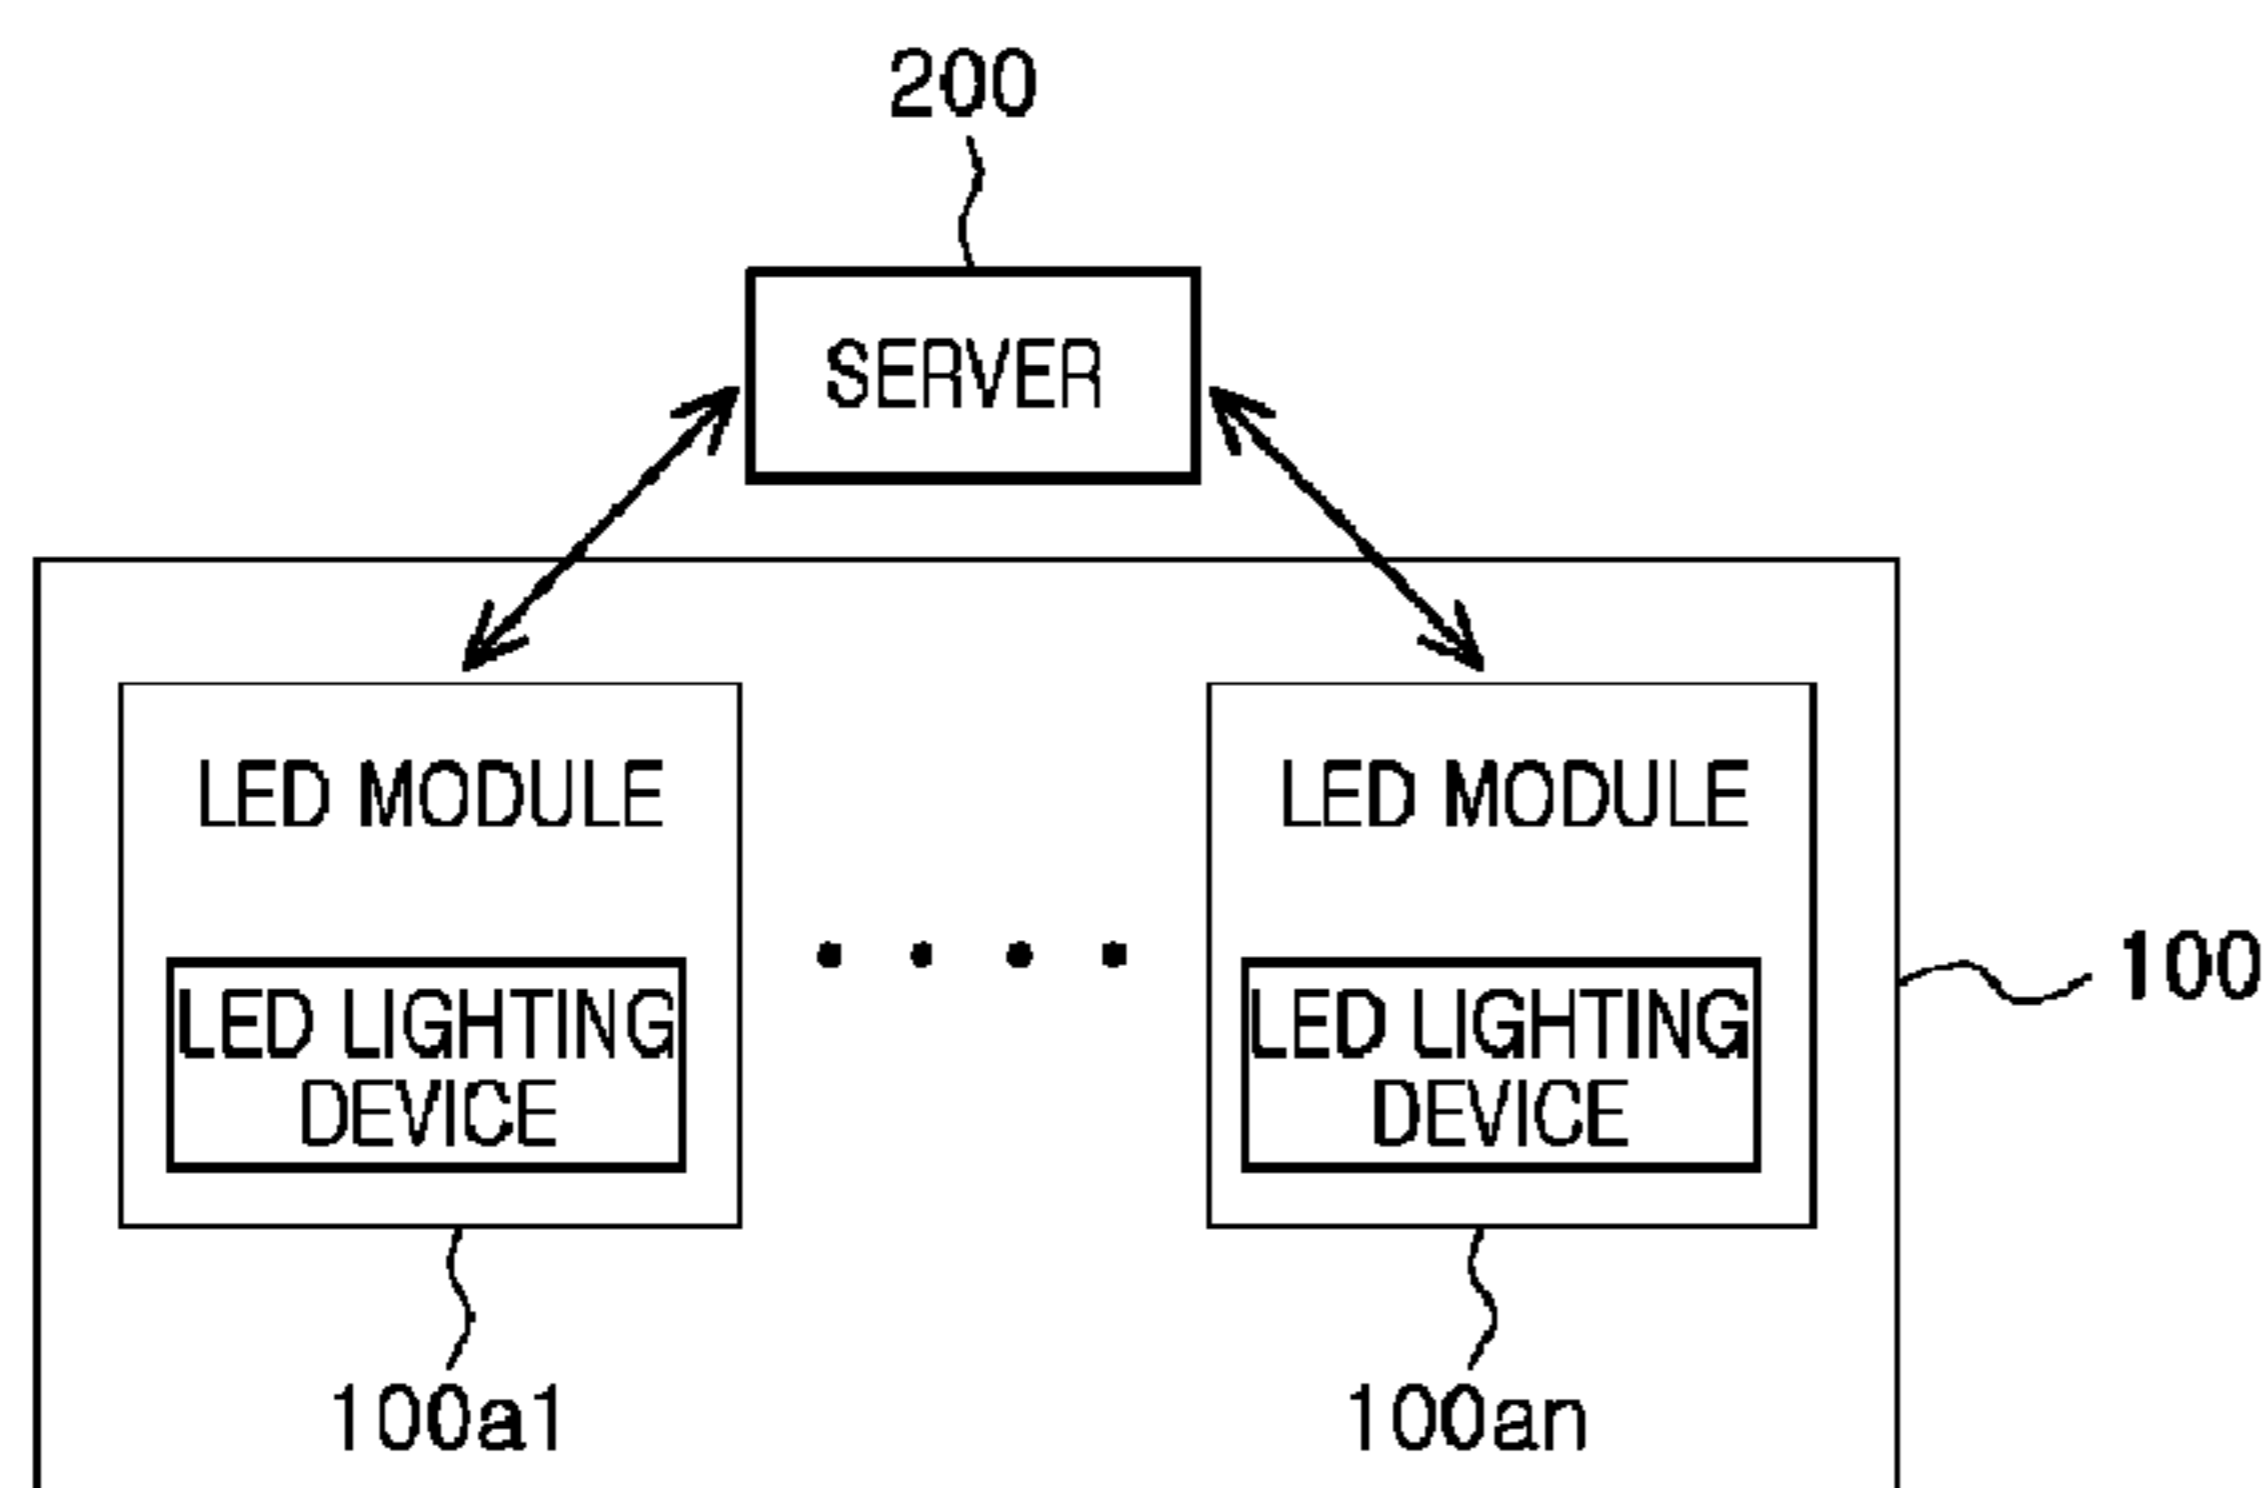 200
SERVER
LED MODULE
LED MODULE
LED LIGHTING
DEVICE
LED LIGHTING
DEVICE
100
100a1
100an